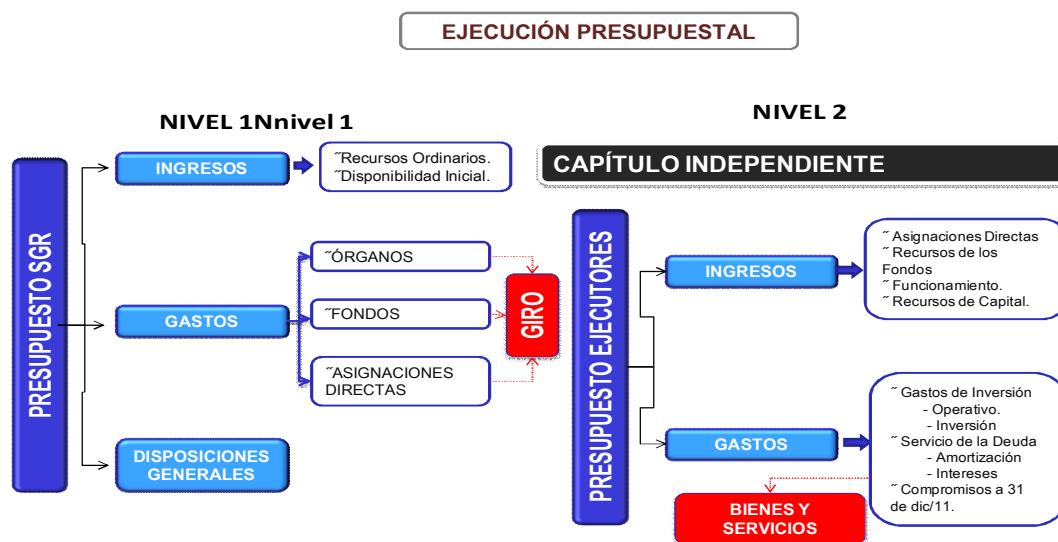 EJECUCIÓN PRESUPUESTAL
NIVEL 1Nnivel 1
PRESUPUESTO SGR
INGRESOS
˝Recursos Ordinarios.
˝Disponibilidad Inicial.
GASTOS
˝ÓRGANOS
˝FONDOS
˝ASIGNACIONES
DIRECTAS
GIRO
DISPOSICIONES
GENERALES
NIVEL 2
CAPÍTULO INDEPENDIENTE
PRESUPUESTO EJECUTORES
INGRESOS
˝ Asignaciones Directas
˝ Recursos de los
Fondos
˝ Funcionamiento.
˝ Recursos de Capital.
GASTOS
˝ Gastos de Inversión
- Operativo.
- Inversión
˝ Servicio de la Deuda
- Amortización
- Intereses
˝ Compromisos a 31
de dic/11.
BIENES Y
SERVICIOS